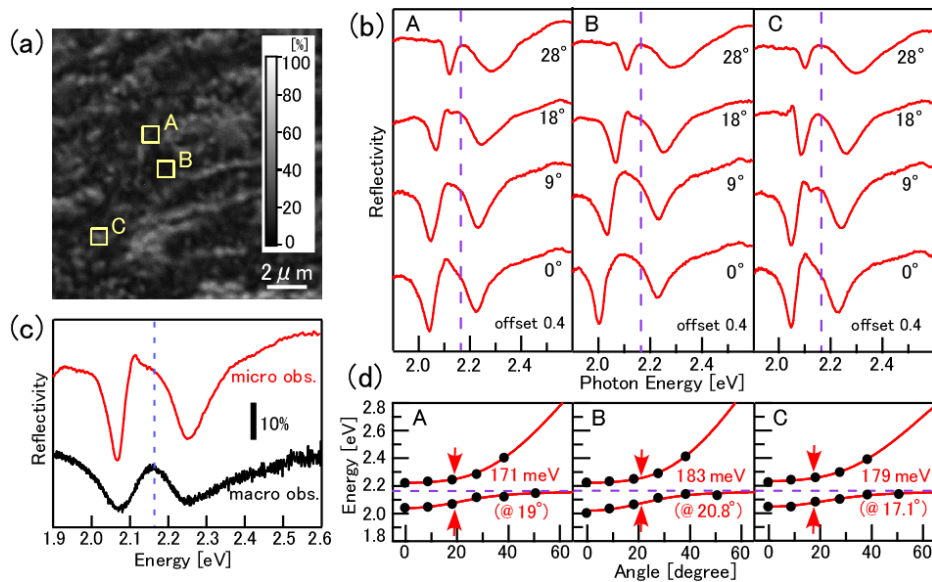 (a)
[%]
100
80
60
40
20
0
A
B
C
2 μm
(b)
A
B
C
28°
28°
28°
18°
18°
18°
9°
9°
9°
0°
0°
0°
offset 0.4
offset 0.4
offset 0.4
Reflectivity
2.0 2.2 2.4
2.0 2.2 2.4
2.0 2.2 2.4
Photon Energy [eV]
(c)
micro obs.
10%
macro obs.
Reflectivity
1.9 2.0 2.1 2.2 2.3 2.4 2.5 2.6
Energy [eV]
(d)
A
B
C
2.8
2.6
2.4
2.2
2.0
1.8
Energy [eV]
171 meV
183 meV
179 meV
(@ 19°)
(@ 20.8°)
(@ 17.1°)
0 20 40 60
0 20 40 60
0 20 40 60
Angle [degree]